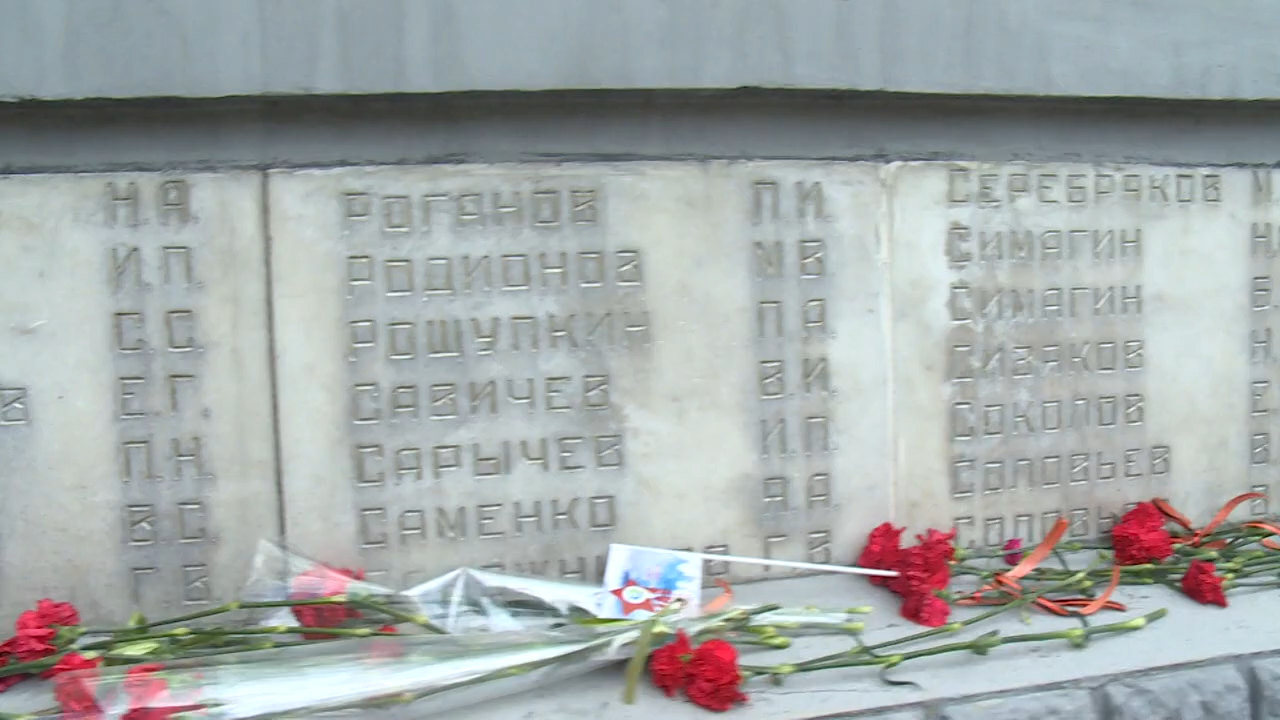 Н.А.
И.П.
С.С.
Е.Г.
П.Н.
В.С.
Г.В
РОГАНОВ П.И.
РОДИОНОВ М В
РОЩУПКИН П А.
САВИЧЕВ В.И.
САРЫЧЕВ И.П.
САМЕНКО А.А.
Г.В
СЕРЕБРЯКОВ
СИМАГИН
СИМАГИН
СИВЯКОВ
СОКОЛОВ
СОЛОВЬЕВ